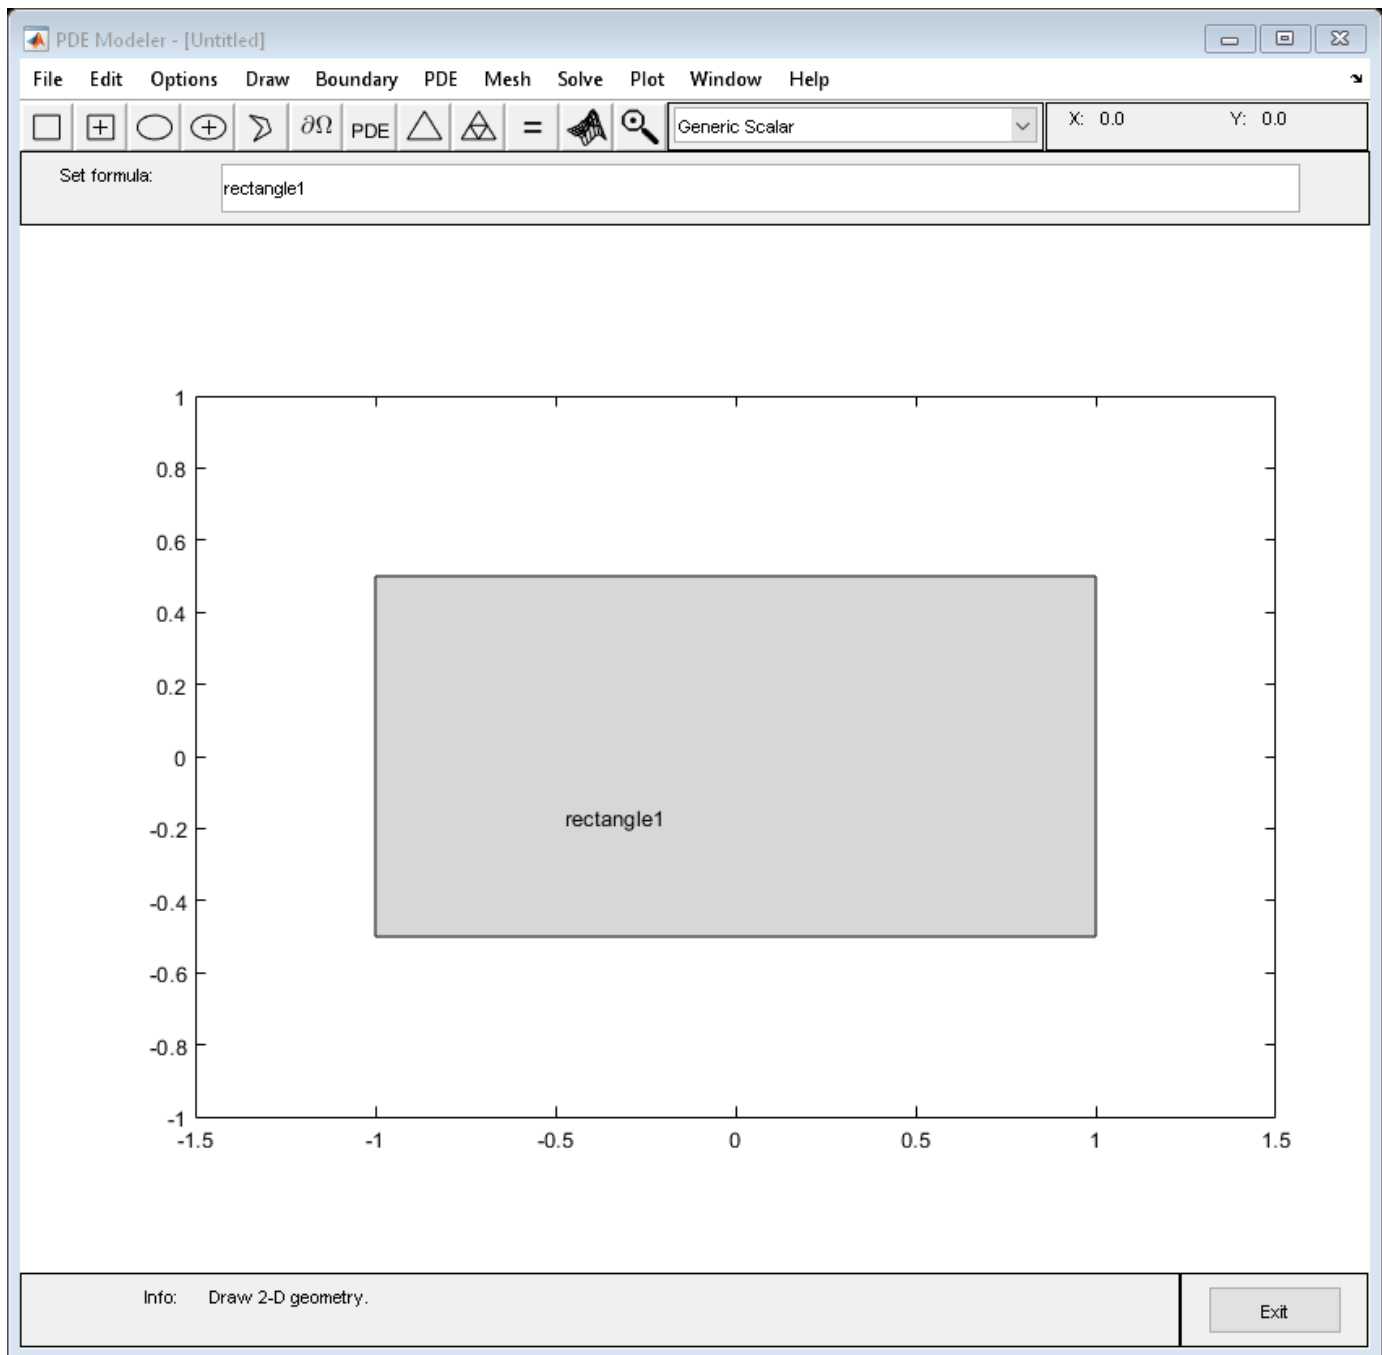 PDE Modeler - [Untitled]
File Edit Options Draw Boundary PDE Mesh Solve Plot Window Help
∂Ω PDE = Generic Scalar X: 0.0 Y: 0.0
Set formula: rectangle1
1
0.8
0.6
0.4
0.2
0
rectangle1
-0.2
-0.4
-0.6
-0.8
-1
-1.5 -1 -0.5 0 0.5 1 1.5
Info: Draw 2-D geometry. Exit